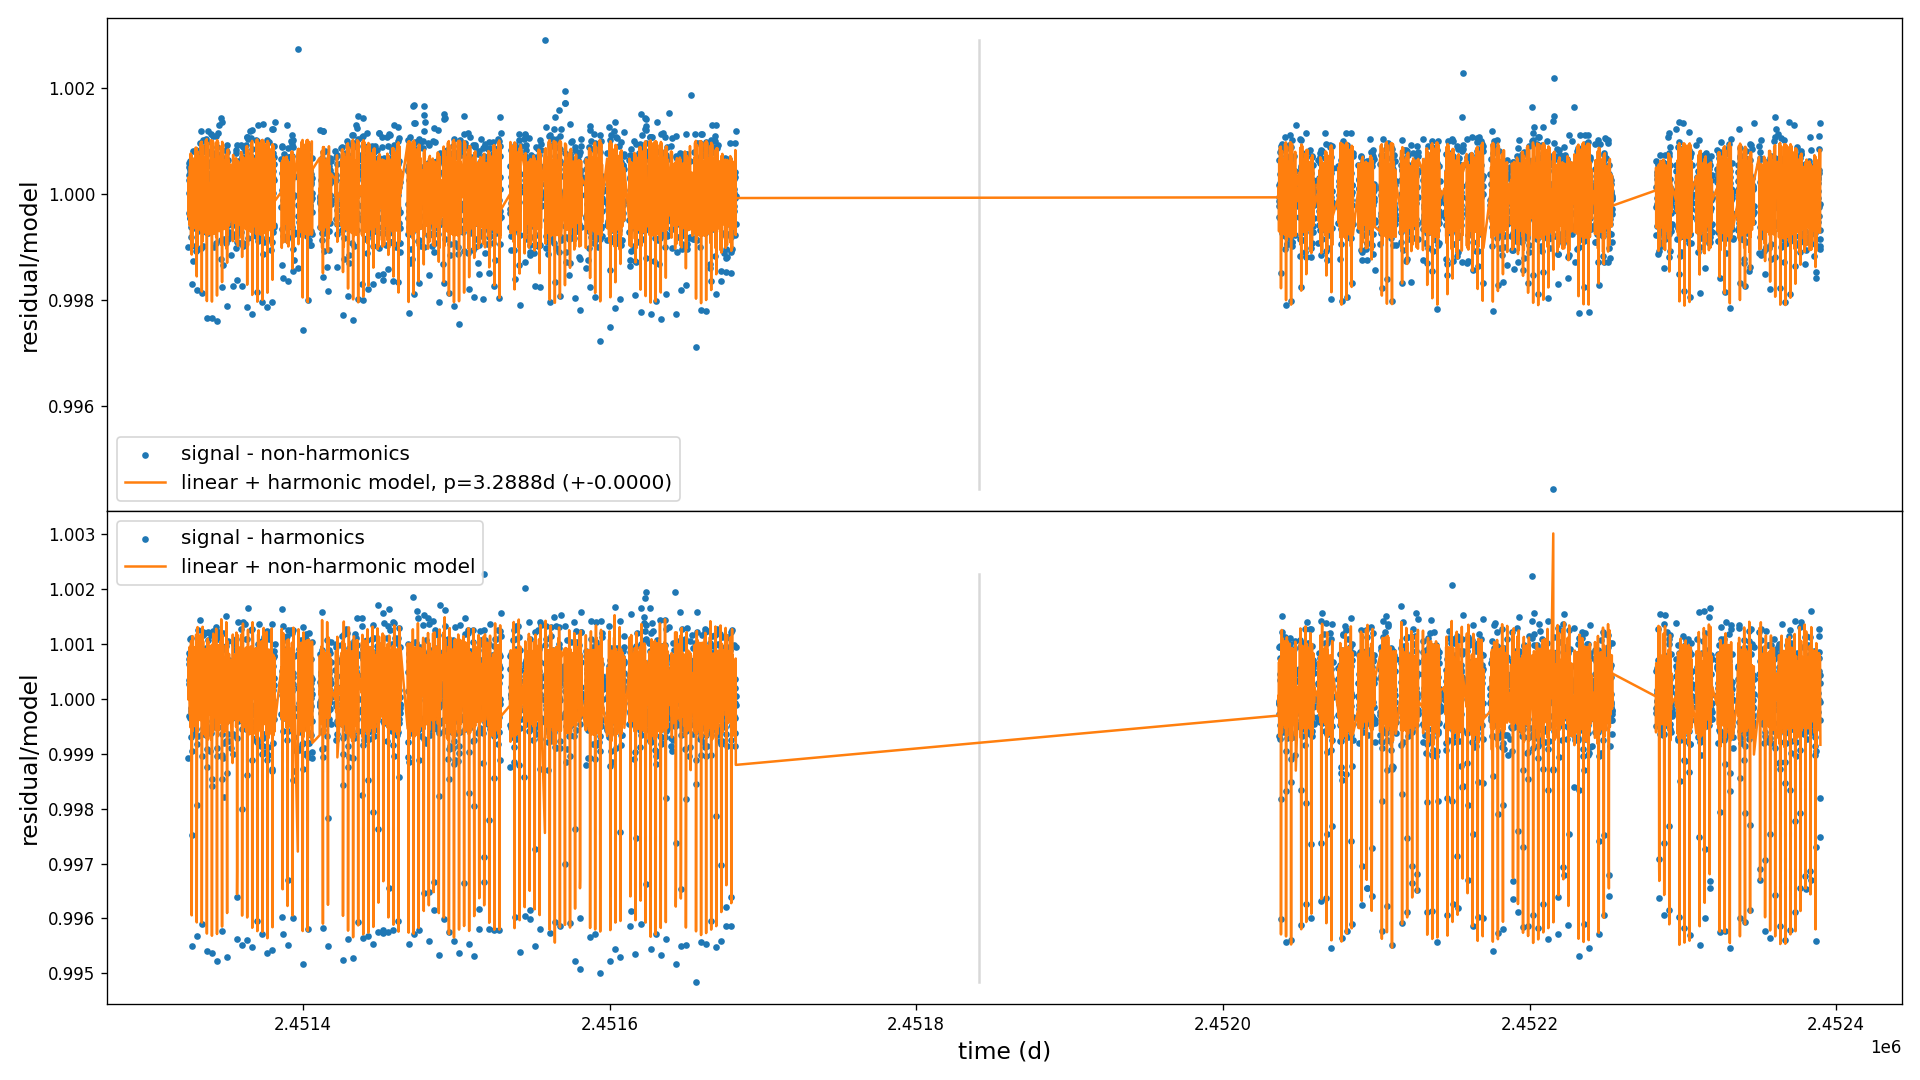 1.002
1.000
0.998
0.996
residual/model
signal - non-harmonics
linear + harmonic model, p=3.2888d (+-0.0000)
signal - harmonics
linear + non-harmonic model
1.003
1.002
1.001
1.000
0.999
0.998
0.997
0.996
0.995
residual/model
2.4514
2.4516
2.4518
2.4520
2.4522
2.4524
time (d)
1e6